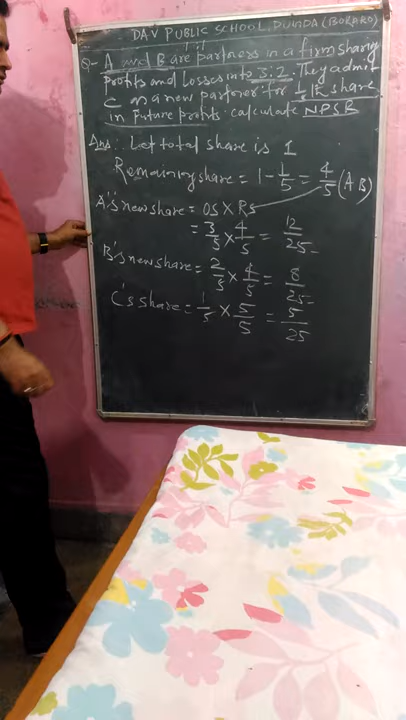 DAV PUBLIC SCHOOL, DUMDA (BOKARO)
Q- A and B are partners in a firm sharing
profits and Losses into 3:2. They admit
C as a new partner for 1/5 th share
in future profits. calculate NPSR
Ans:- Let total share is 1
Remaining share = 1 - 1/5 = 4/5 (AB)
A's new share = OS × RS
= 3/5 × 4/5 = 12/25
B's new share = 2/5 × 4/5 = 8/25
C's share = 1/5 × 5/5 = 5/25